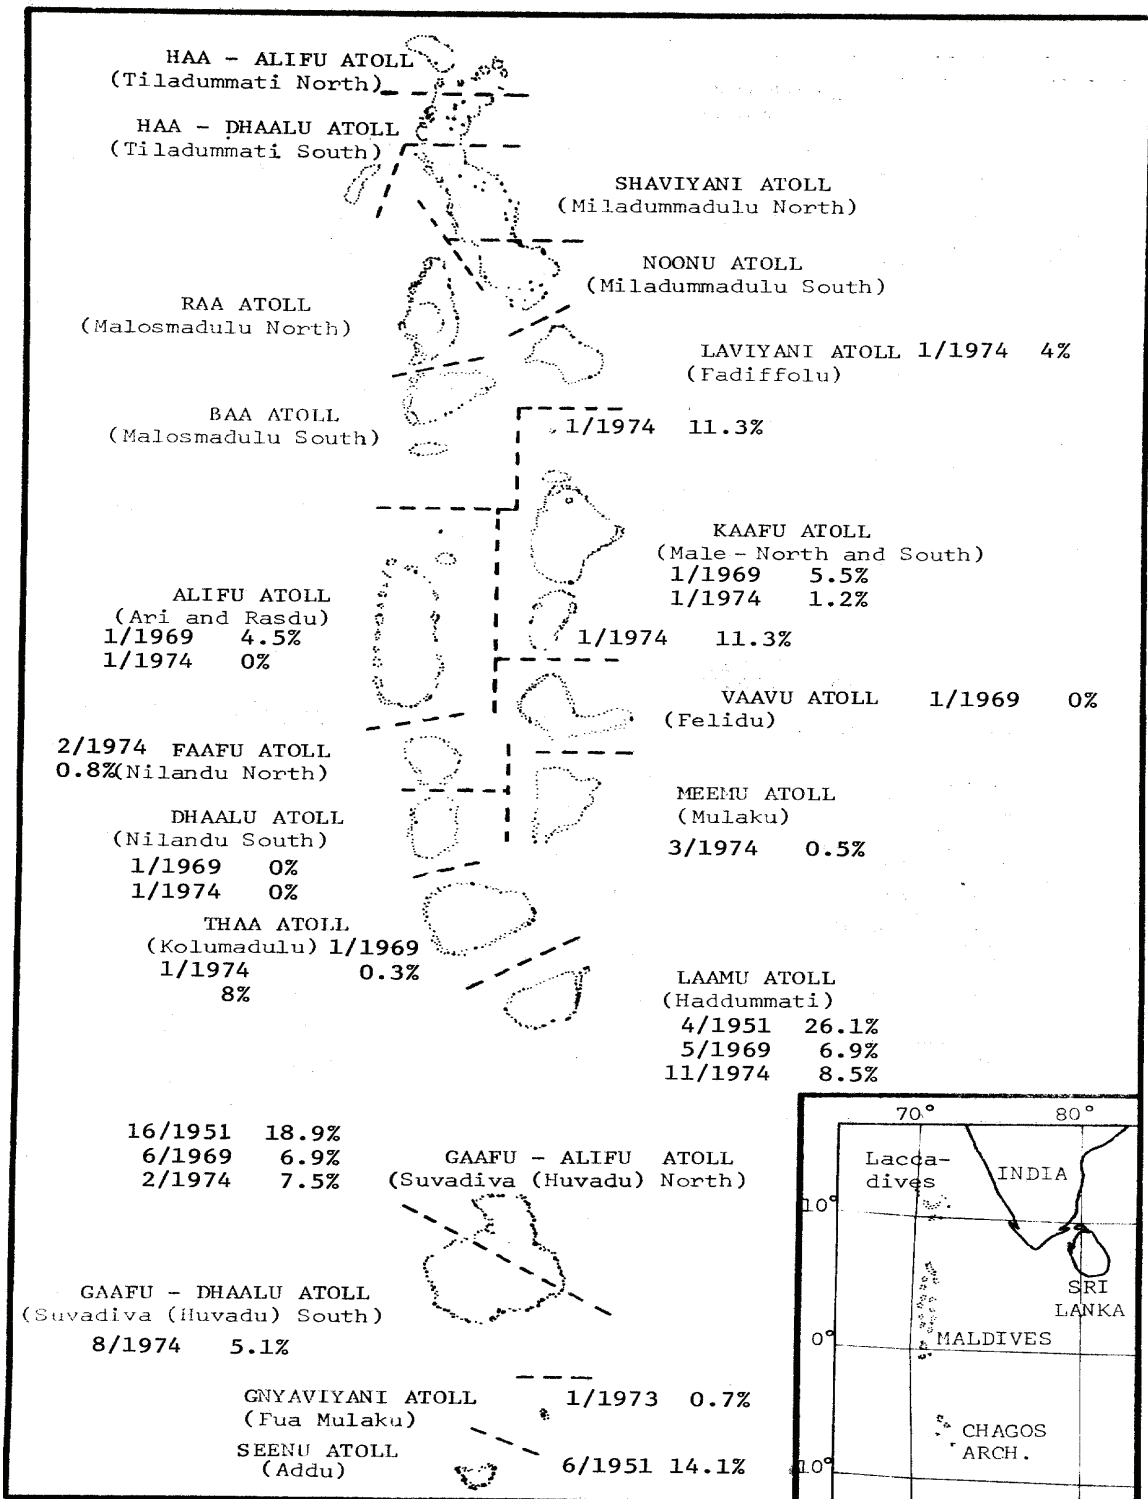 HAA - ALIFU ATOLL
(Tiladummati North)
HAA - DHAALU ATOLL
(Tiladummati South)
SHAVIYANI ATOLL
(Miladummadulu North)
NOONU ATOLL
(Miladummadulu South)
RAA ATOLL
(Malosmadulu North)
LAVIYANI ATOLL 1/1974 4%
(Fadiffolu)
BAA ATOLL
(Malosmadulu South)
1/1974 11.3%
KAAFU ATOLL
(Male - North and South)
1/1969 5.5%
1/1974 1.2%
ALIFU ATOLL
(Ari and Rasdu)
1/1969 4.5%
1/1974 0%
1/1974 11.3%
VAAVU ATOLL 1/1969 0%
(Felidu)
2/1974 FAAFU ATOLL
0.8% (Nilandu North)
DHAALU ATOLL
(Nilandu South)
1/1969 0%
1/1974 0%
MEEMU ATOLL
(Mulaku)
3/1974 0.5%
THAA ATOLL
(Kolumadulu) 1/1969
1/1974 0.3%
8%
LAAMU ATOLL
(Haddummati)
4/1951 26.1%
5/1969 6.9%
11/1974 8.5%
16/1951 18.9%
6/1969 6.9%
2/1974 7.5%
GAAFU - ALIFU ATOLL
(Suvadiva (Huvadu) North)
GAAFU - DHAALU ATOLL
(Suvadiva (Huvadu) South)
8/1974 5.1%
GNYAVIYANI ATOLL
(Fua Mulaku)
1/1973 0.7%
SEENU ATOLL
(Addu)
6/1951 14.1%
70° 80°
Lacca-
dives
INDIA
10°
SRI
LANKA
0°
MALDIVES
CHAGOS
ARCH.
10°